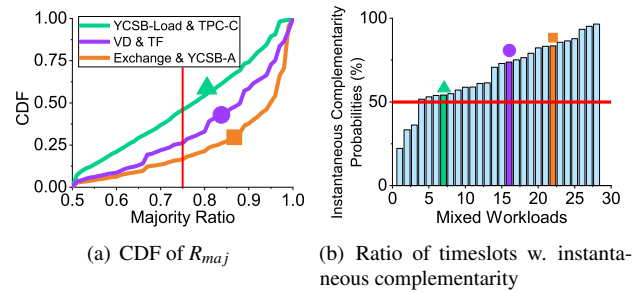 YCSB-Load & TPC-C
VD & TF
Exchange & YCSB-A
CDF
1.00
0.75
0.50
0.25
0.00
0.5 0.6 0.7 0.8 0.9 1.0
Majority Ratio
(a) CDF of R_maj
Instantaneous Complementarity
Probabilities (%)
100
50
0
0 5 10 15 20 25 30
Mixed Workloads
(b) Ratio of timeslots w. instanta-
neous complementarity